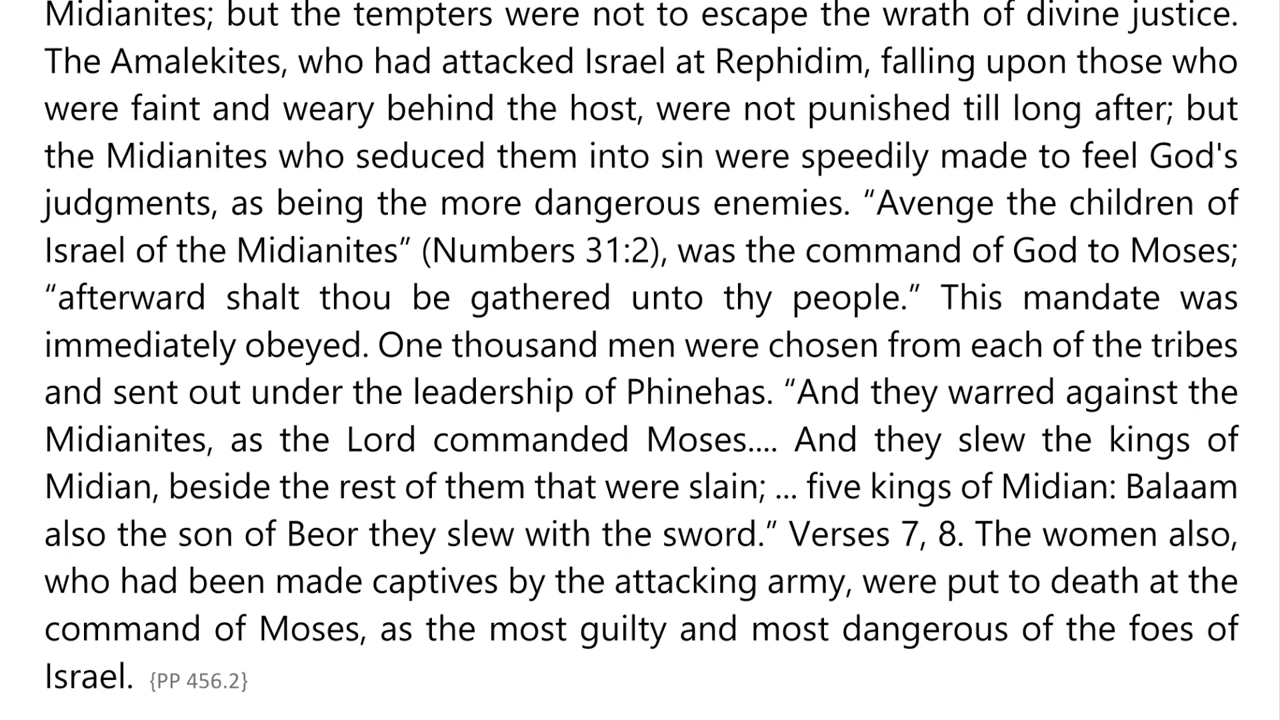 Midianites; but the tempters were not to escape the wrath of divine justice.
The Amalekites, who had attacked Israel at Rephidim, falling upon those who
were faint and weary behind the host, were not punished till long after; but
the Midianites who seduced them into sin were speedily made to feel God's
judgments, as being the more dangerous enemies. “Avenge the children of
Israel of the Midianites” (Numbers 31:2), was the command of God to Moses;
“afterward shalt thou be gathered unto thy people.” This mandate was
immediately obeyed. One thousand men were chosen from each of the tribes
and sent out under the leadership of Phinehas. “And they warred against the
Midianites, as the Lord commanded Moses.... And they slew the kings of
Midian, beside the rest of them that were slain; ... five kings of Midian: Balaam
also the son of Beor they slew with the sword.” Verses 7, 8. The women also,
who had been made captives by the attacking army, were put to death at the
command of Moses, as the most guilty and most dangerous of the foes of
Israel. {PP 456.2}